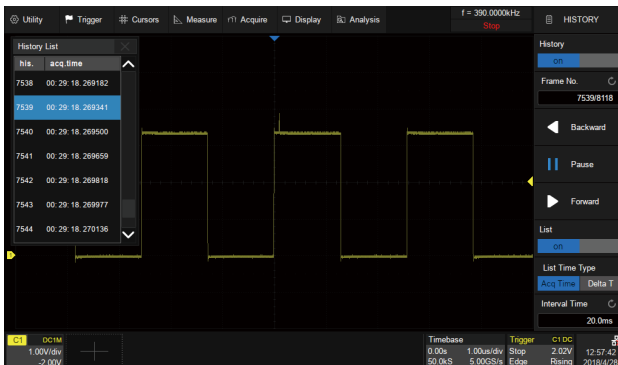 Utility Trigger Cursors Measure Acquire Display Analysis
f = 390.0000kHz
Stop
HISTORY
History List
his. acq.time
7538 00: 29: 18. 269182
7539 00: 29: 18. 269341
7540 00: 29: 18. 269500
7541 00: 29: 18. 269659
7542 00: 29: 18. 269818
7543 00: 29: 18. 269977
7544 00: 29: 18. 270136
History
on
Frame No.
7539/8118
Backward
Pause
Forward
List
on
List Time Type
Acq Time Delta T
Interval Time
20.0ms
C1 DC1M
1.00V/div
-2.00V
Timebase
0.00s 1.00us/div
50.0kS 5.00GS/s
Trigger C1 DC
Stop 2.02V
Edge Rising
12:57:42
2018/4/28